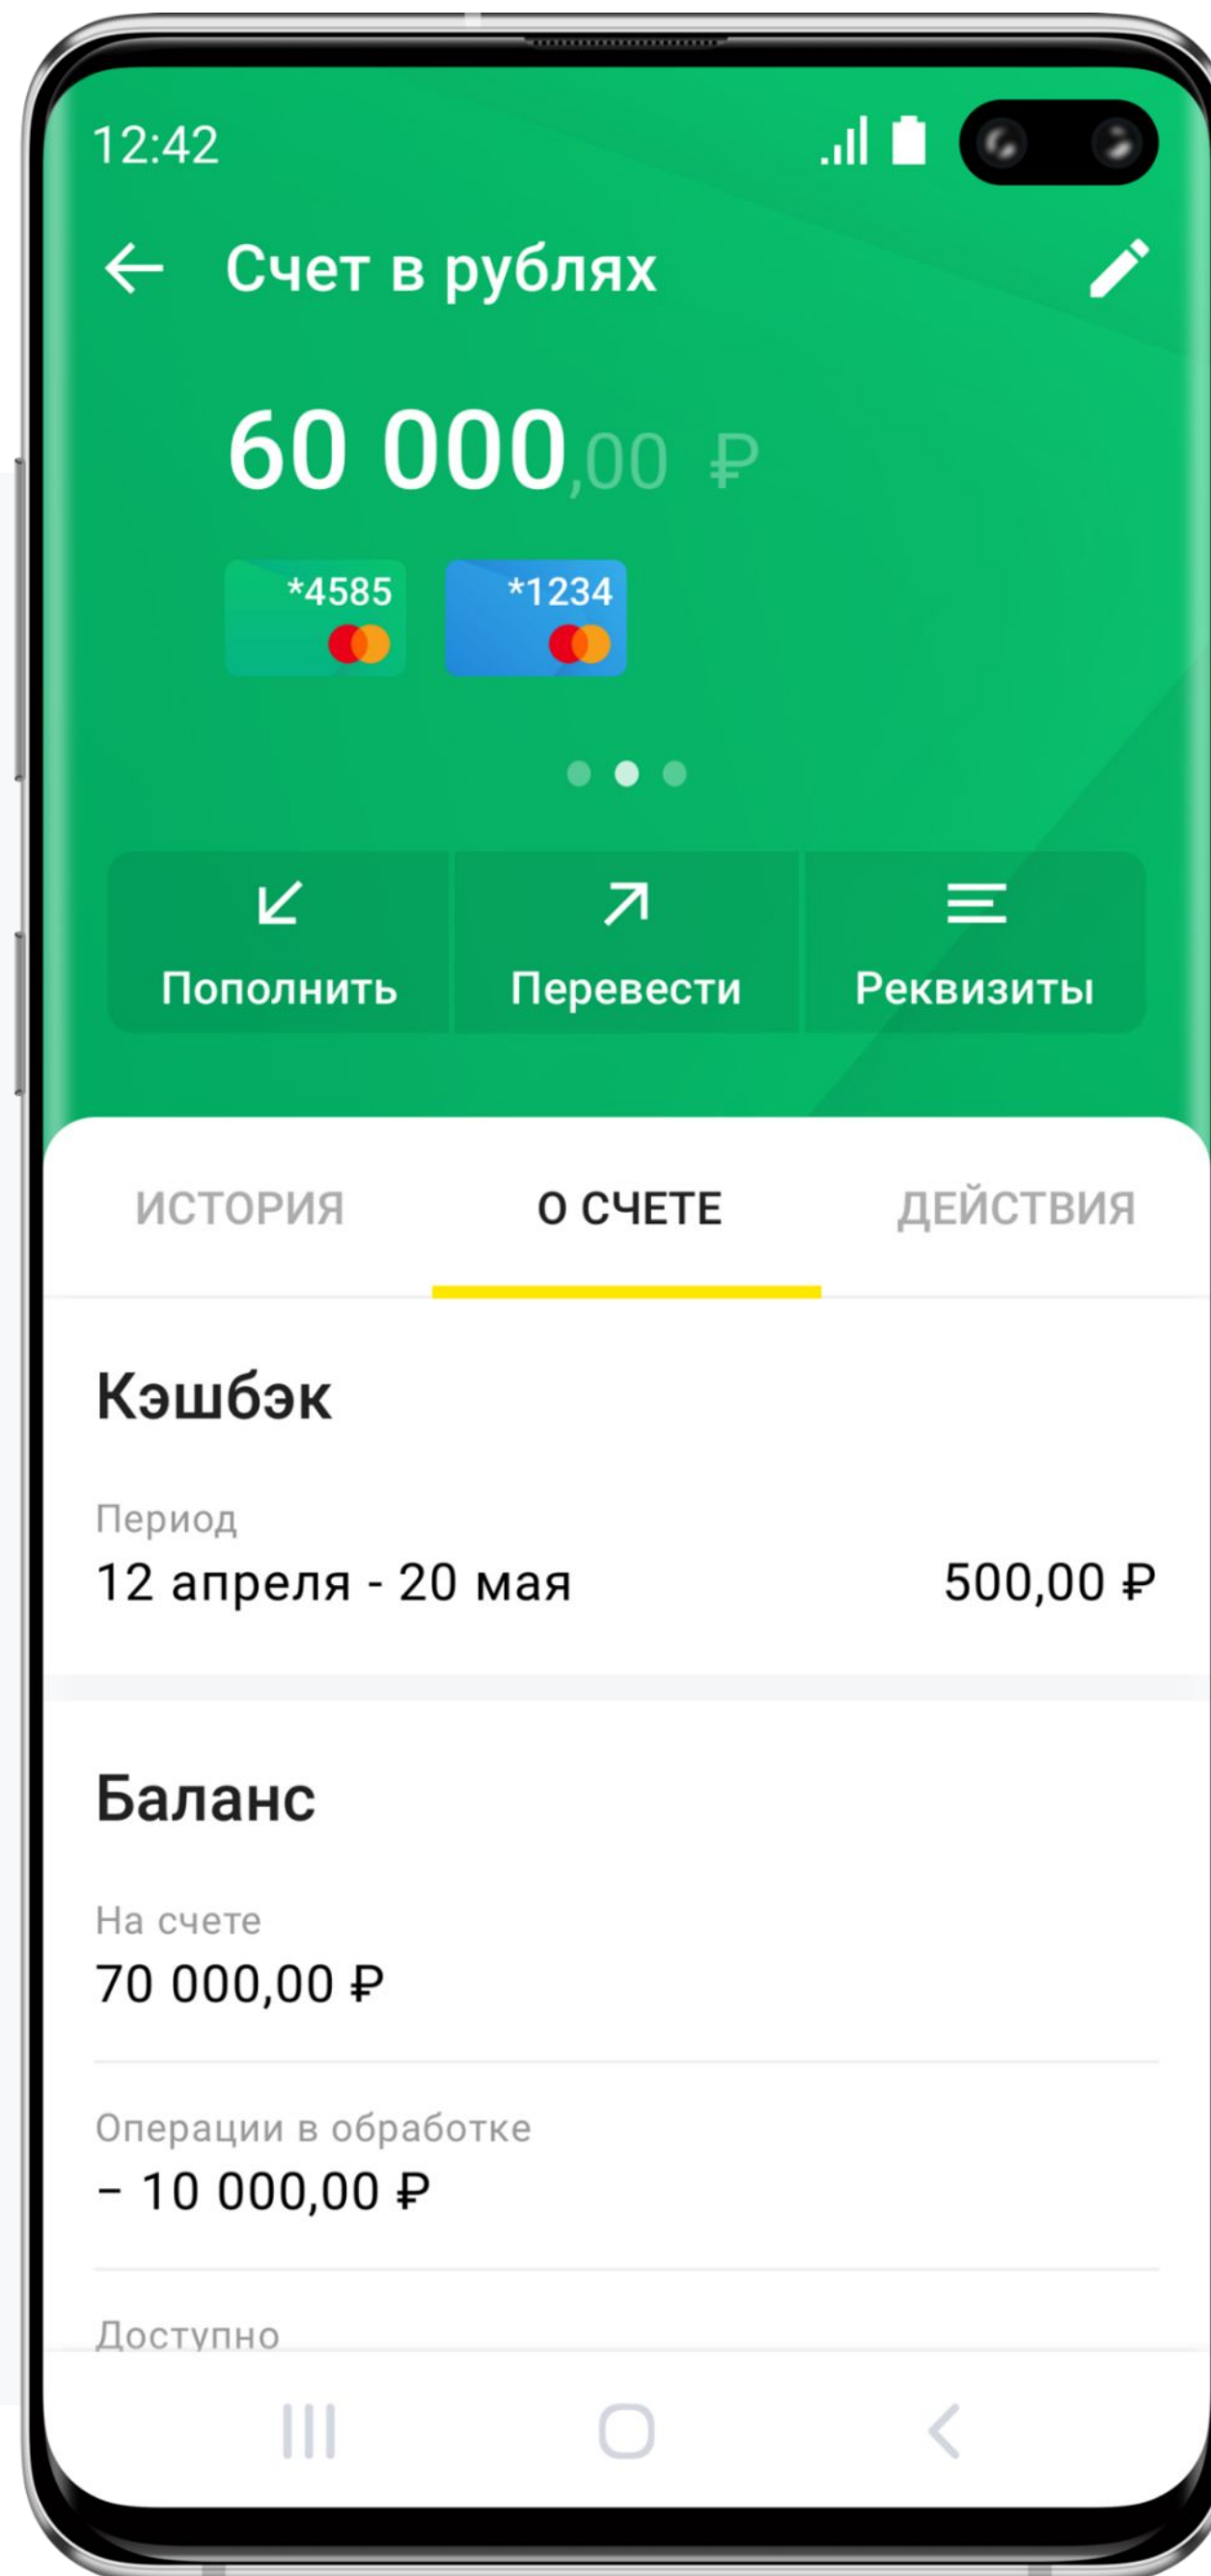 12:42
Счет в рублях
60 000,00 ₽
*4585 *1234
Пополнить Перевести Реквизиты
ИСТОРИЯ О СЧЕТЕ ДЕЙСТВИЯ
Кэшбэк
Период
12 апреля - 20 мая 500,00 ₽
Баланс
На счете
70 000,00 ₽
Операции в обработке
– 10 000,00 ₽
Доступно